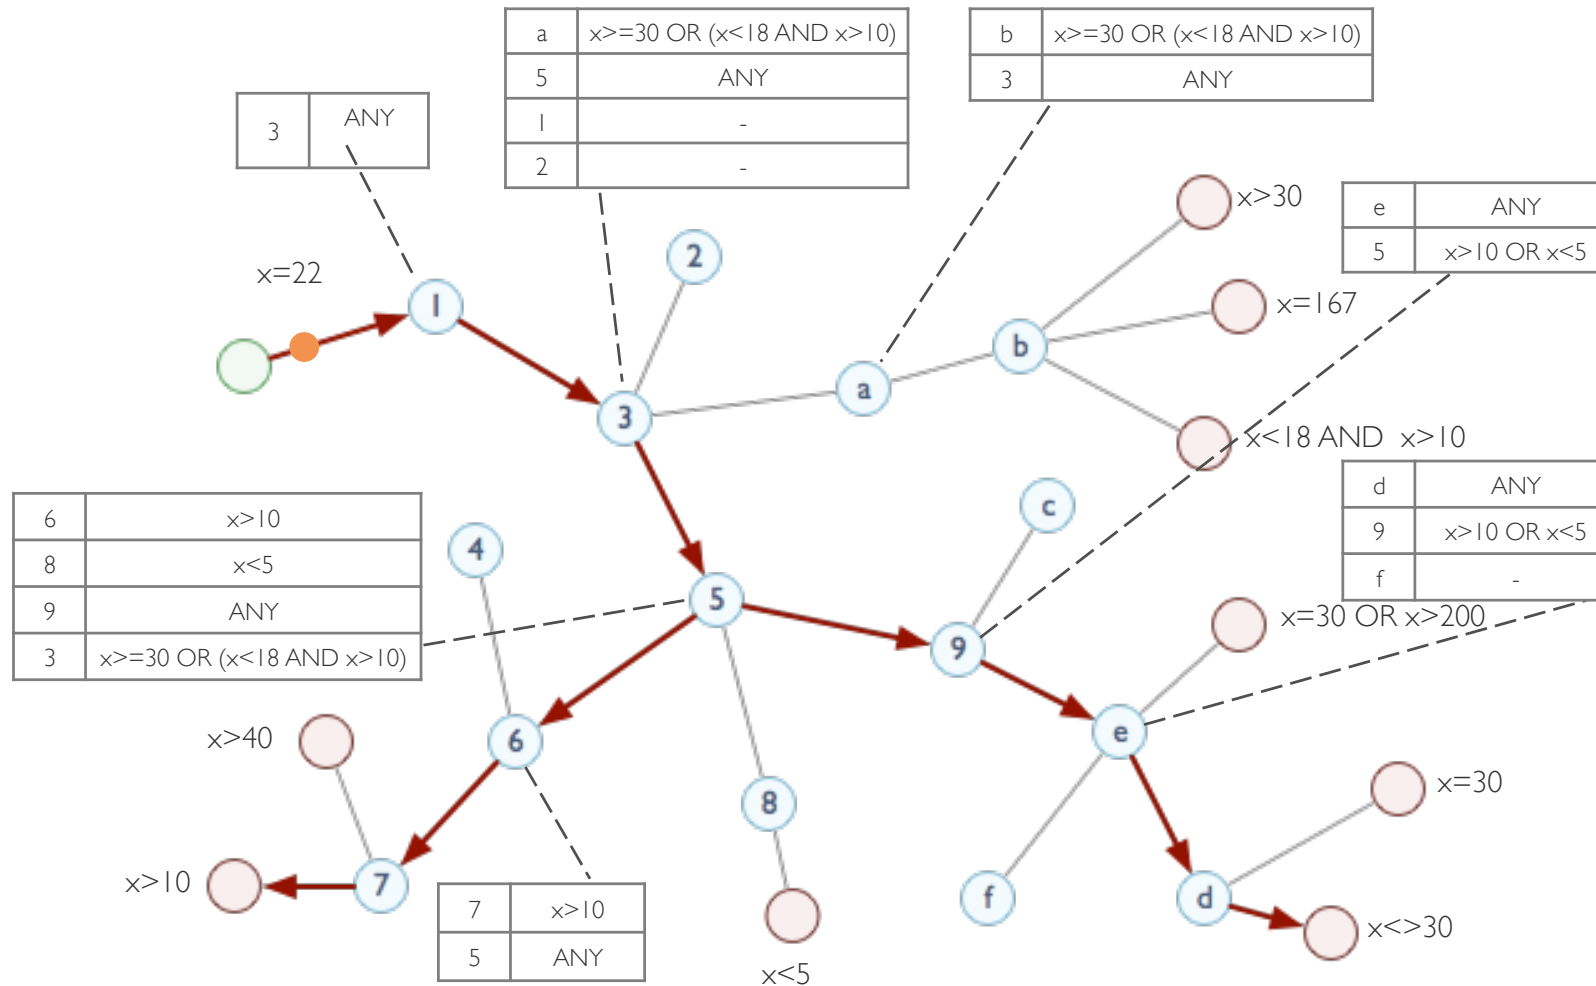 a x>=30 OR (x<18 AND x>10)
5 ANY
1 -
2 -
b x>=30 OR (x<18 AND x>10)
3 ANY
3 ANY
e ANY
5 x>10 OR x<5
x>30
2
x=22
1
x=167
b
a
3
x<18 AND x>10
d ANY
9 x>10 OR x<5
f -
6 x>10
8 x<5
9 ANY
3 x>=30 OR (x<18 AND x>10)
c
4
5
x=30 OR x>200
9
x>40
6
e
x=30
8
x>10
7
7 x>10
5 ANY
f
d
x<>30
x<5